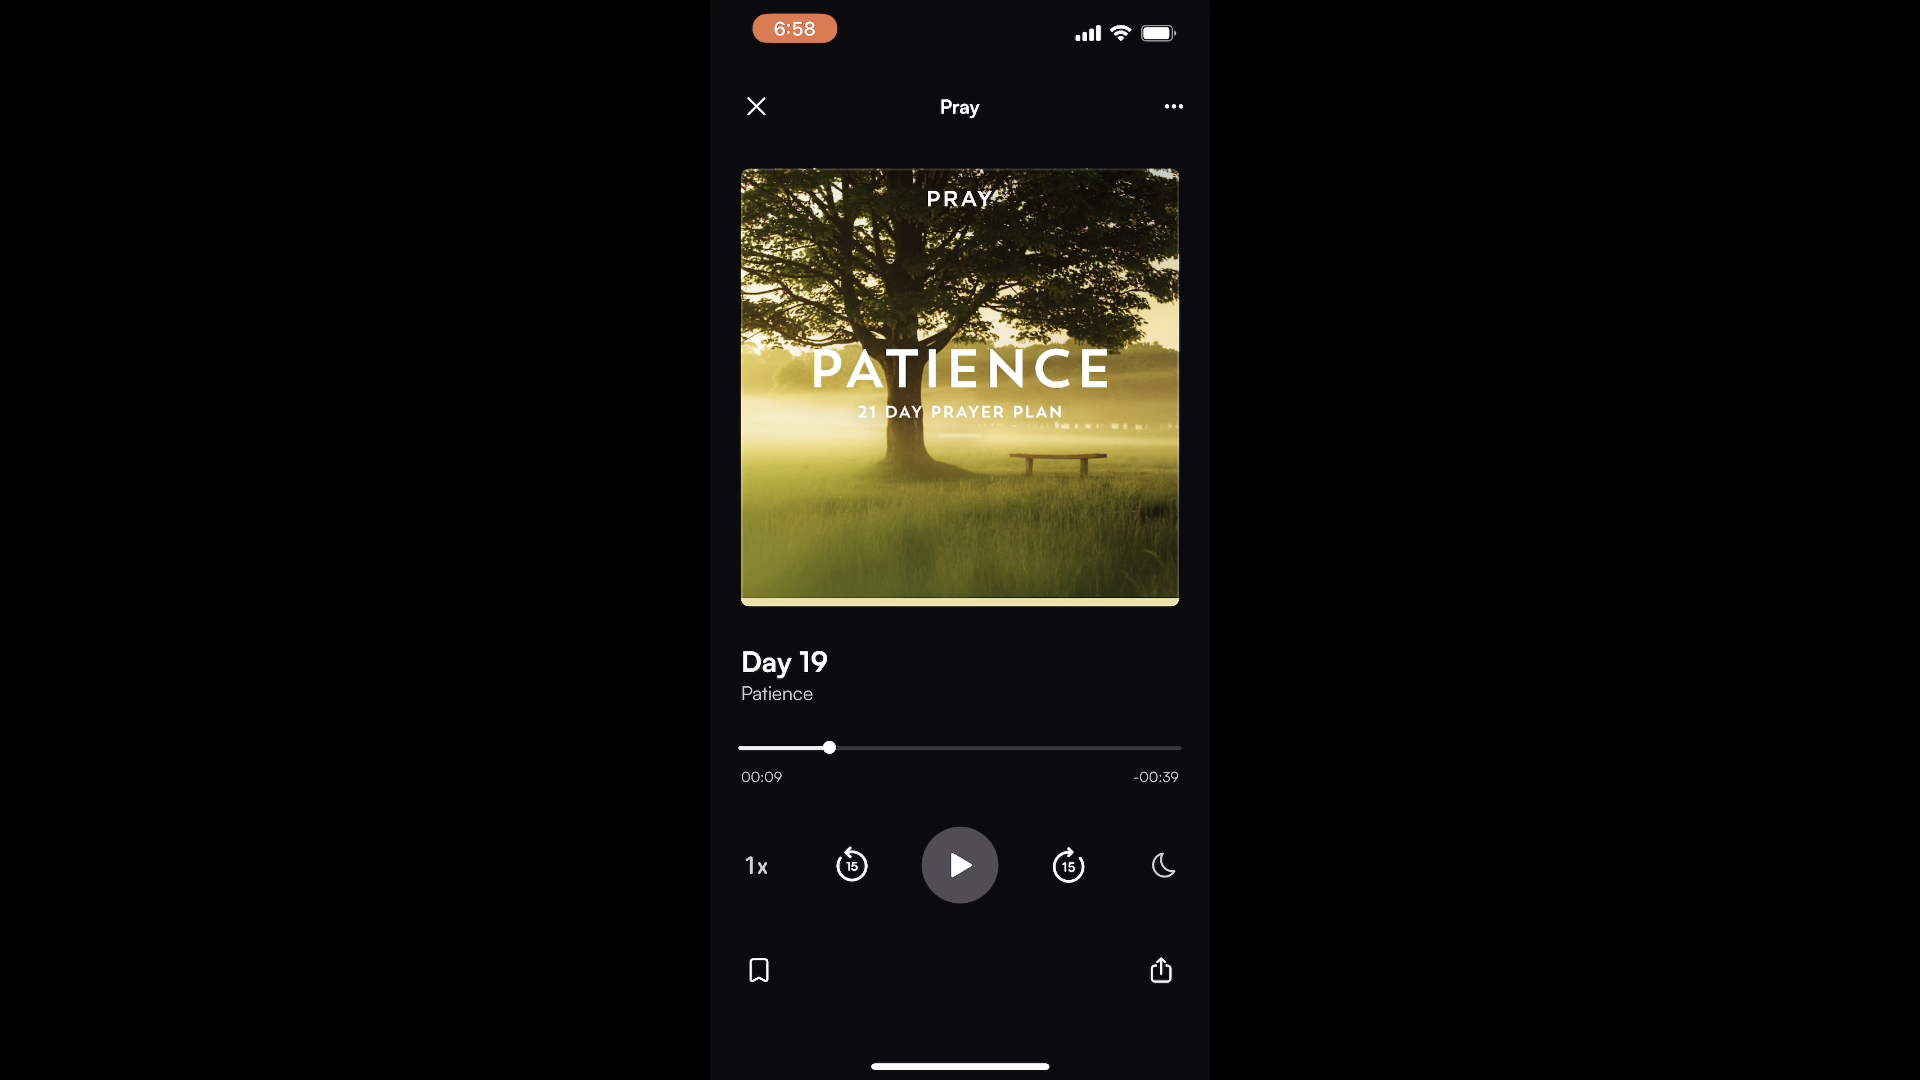 6:58
Pray
PRAY
PATIENCE
21 DAY PRAYER PLAN
Day 19
Patience
00:09
-00:39
1x
15
15